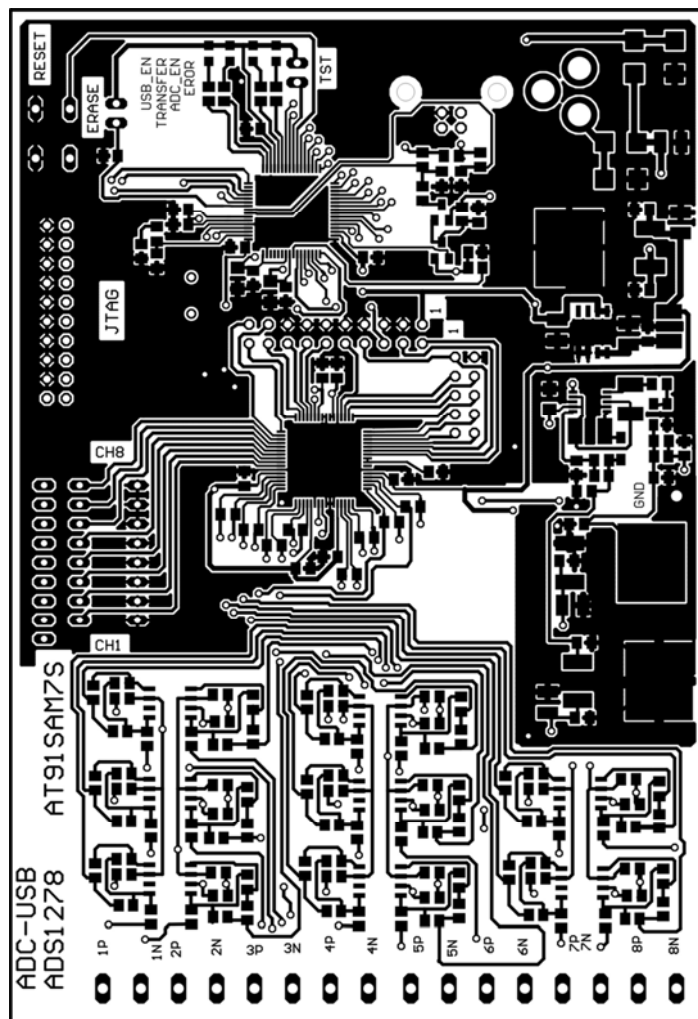 RESET
ERASE
USB_EN
TRANSFER
ADC_EN
EROR
TST
JTAG
1
1
CH8
GND
CH1
AT91SAM7S
ADC-USB
ADS1278
1P
1N
2P
2N
3P
3N
4P
4N
5P
5N
6P
6N
7P
7N
8P
8N